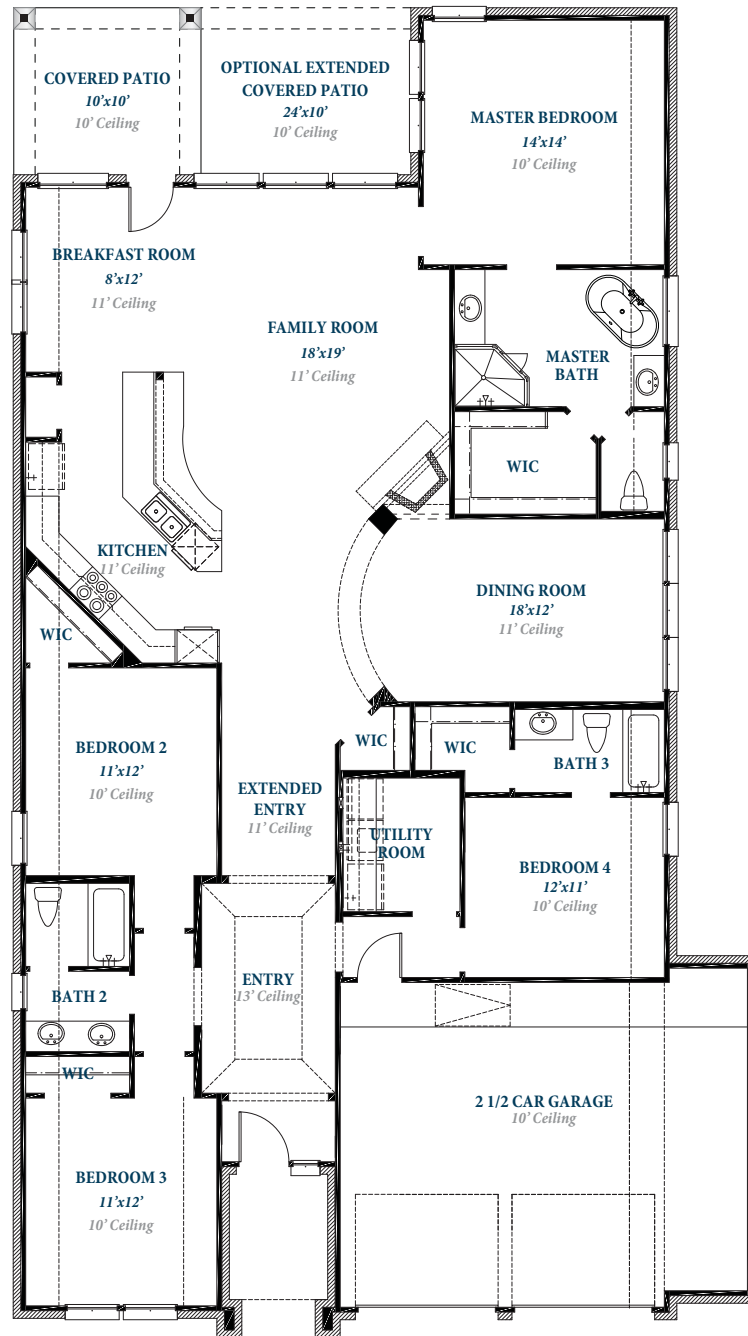 COVERED PATIO
10'x10'
10' Ceiling
OPTIONAL EXTENDED
COVERED PATIO
24'x10'
10' Ceiling
MASTER BEDROOM
14'x14'
10' Ceiling
BREAKFAST ROOM
8'x12'
11' Ceiling
FAMILY ROOM
18'x19'
11' Ceiling
MASTER
BATH
WIC
KITCHEN
11' Ceiling
DINING ROOM
18'x12'
11' Ceiling
WIC
BEDROOM 2
11'x12'
10' Ceiling
WIC
WIC
BATH 3
EXTENDED
ENTRY
11' Ceiling
UTILITY
ROOM
BEDROOM 4
12'x11'
10' Ceiling
BATH 2
ENTRY
13' Ceiling
WIC
2 1/2 CAR GARAGE
10' Ceiling
BEDROOM 3
11'x12'
10' Ceiling